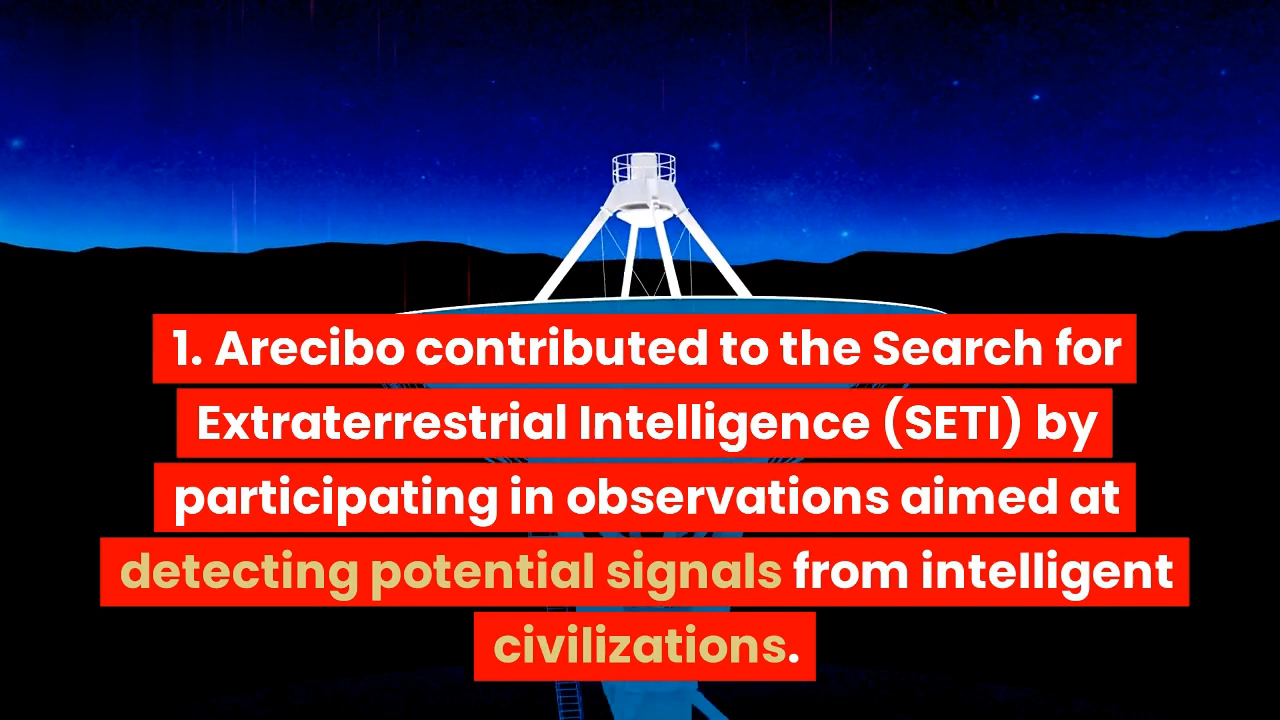 1. Arecibo contributed to the Search for
Extraterrestrial Intelligence (SETI) by
participating in observations aimed at
detecting potential signals from intelligent
civilizations.